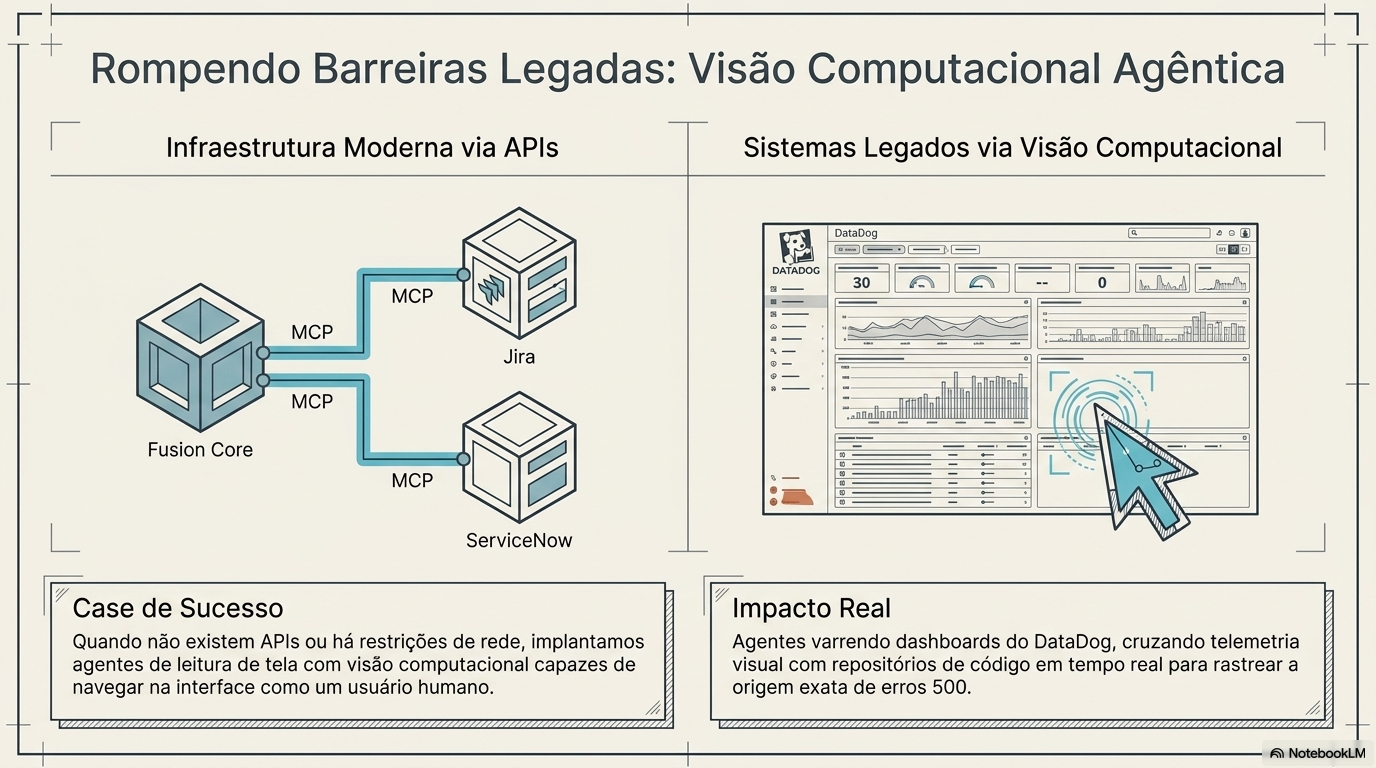 Rompendo Barreiras Legadas: Visão Computacional Agêntica
Infraestrutura Moderna via APIs
MCP
MCP
MCP
MCP
Fusion Core
Jira
ServiceNow
Sistemas Legados via Visão Computacional
DATADOG
DataDog
30
--
0
Case de Sucesso
Quando não existem APIs ou há restrições de rede, implantamos
agentes de leitura de tela com visão computacional capazes de
navegar na interface como um usuário humano.
Impacto Real
Agentes varrendo dashboards do DataDog, cruzando telemetria
visual com repositórios de código em tempo real para rastrear a
origem exata de erros 500.
NotebookLM